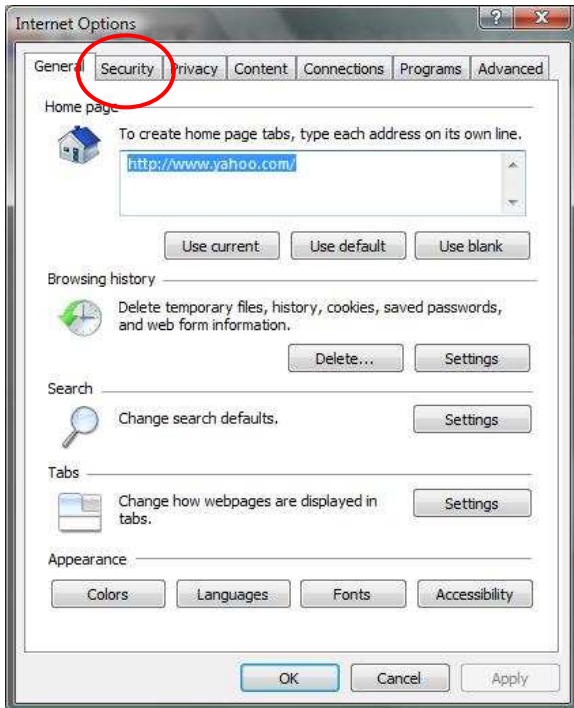 Internet Options
General Security Privacy Content Connections Programs Advanced
Home page
To create home page tabs, type each address on its own line.
http://www.yahoo.com/
Use current Use default Use blank
Browsing history
Delete temporary files, history, cookies, saved passwords,
and web form information.
Delete... Settings
Search
Change search defaults. Settings
Tabs
Change how webpages are displayed in
tabs.
Settings
Appearance
Colors Languages Fonts Accessibility
OK Cancel Apply